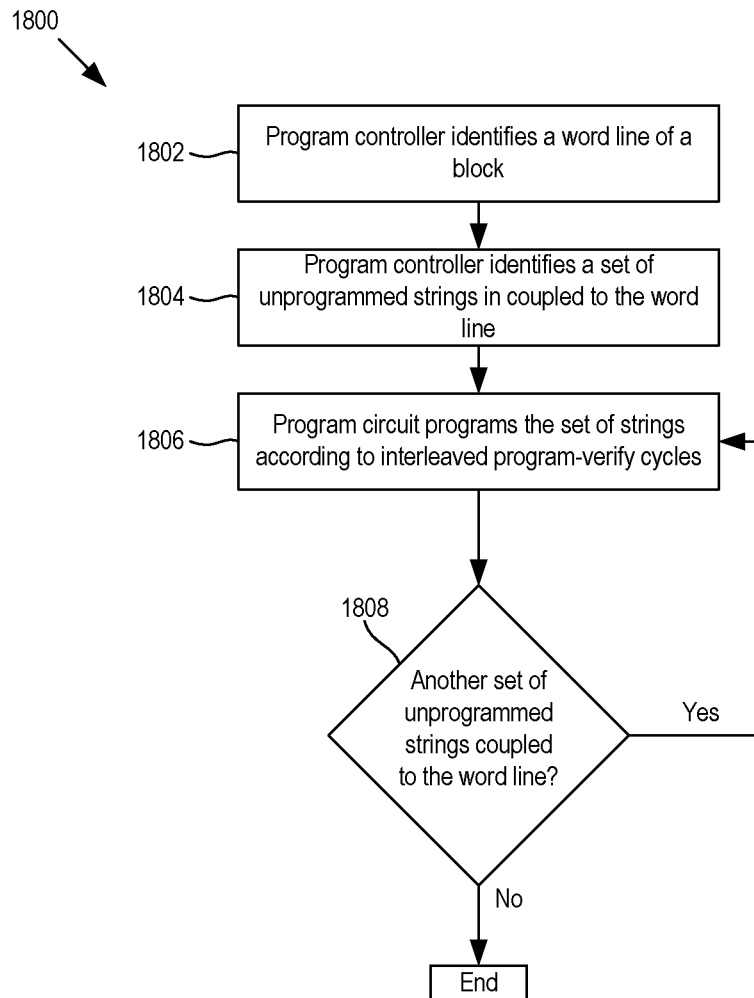 1800
1802
Program controller identifies a word line of a
block
1804
Program controller identifies a set of
unprogrammed strings in coupled to the word
line
1806
Program circuit programs the set of strings
according to interleaved program-verify cycles
1808
Another set of
unprogrammed
strings coupled
to the word line?
Yes
No
End